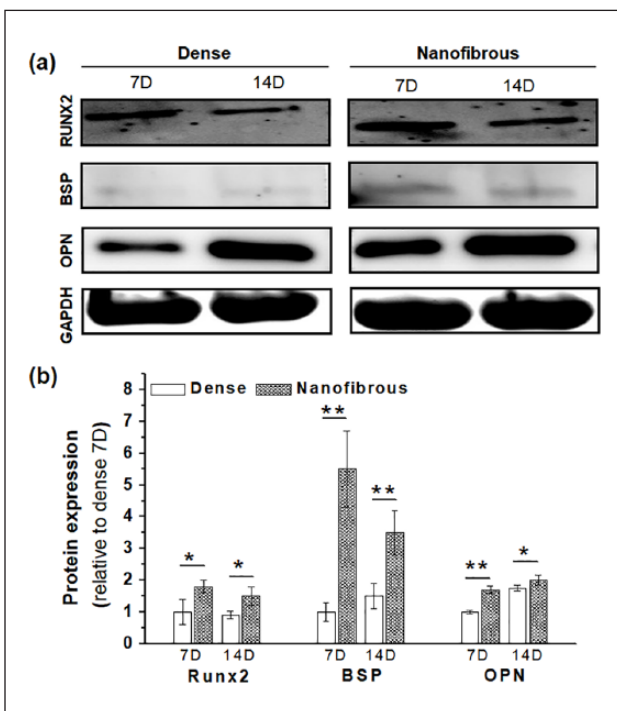 (a)
Dense Nanofibrous
7D 14D 7D 14D
RUNX2
BSP
OPN
GAPDH
(b)
Dense Nanofibrous
Protein expression
(relative to dense 7D)
8
7
6
5
4
3
2
1
0
* * ** ** ** *
7D 14D 7D 14D 7D 14D
Runx2 BSP OPN